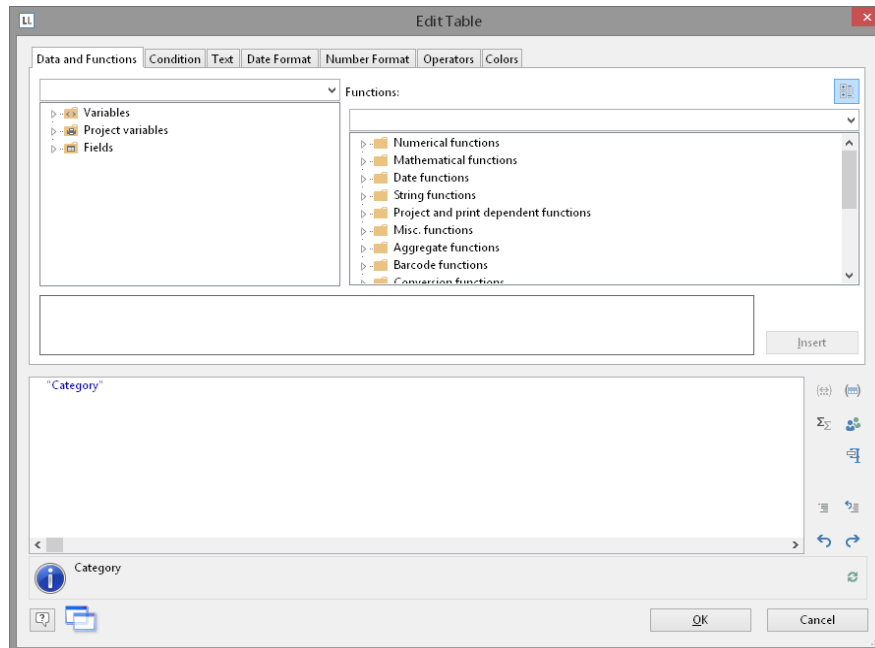 LL
Edit Table
Data and Functions
Condition
Text
Date Format
Number Format
Operators
Colors
Functions:
Variables
Project variables
Fields
Numerical functions
Mathematical functions
Date functions
String functions
Project and print dependent functions
Misc. functions
Aggregate functions
Barcode functions
Conversion functions
Insert
"Category"
Category
OK
Cancel